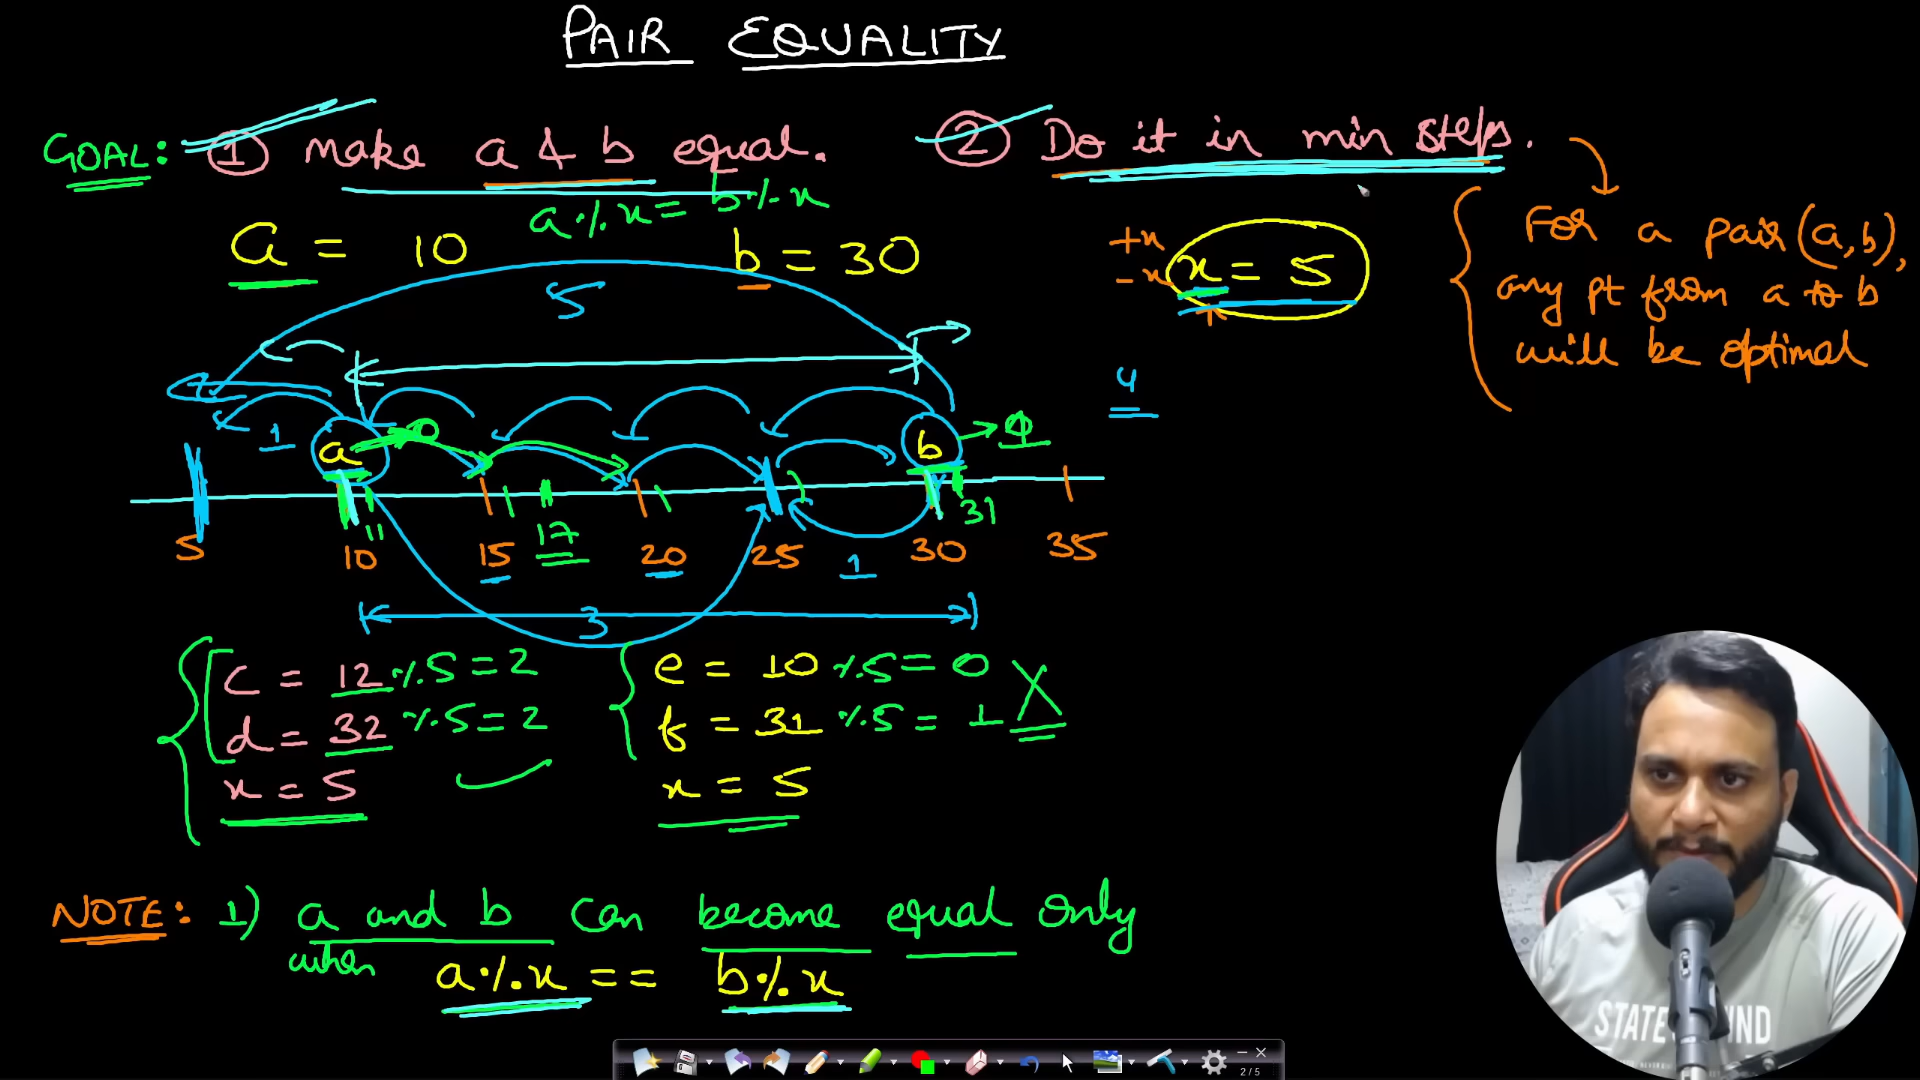 PAIR EQUALITY
GOAL: ① make a & b equal. ② Do it in min steps.
a % x = b % x
a = 10 b = 30
+x
-x
x = 5
For a pair (a,b),
any pt from a to b
will be optimal
5
4
1
a
b
11
17
31
5 10 15 20 25 30 35
1
3
c = 12 % 5 = 2
d = 32 % 5 = 2
x = 5
e = 10 % 5 = 0
f = 31 % 5 = 1
x = 5
NOTE: 1) a and b can become equal only
when a % x == b % x
2/5